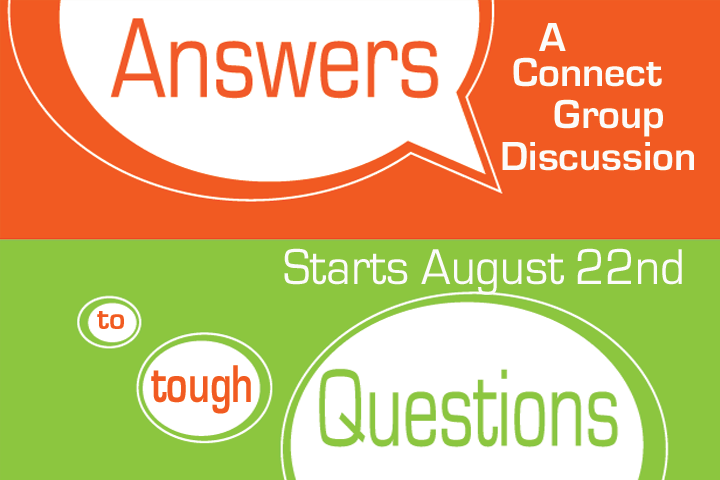 Answers
A
Connect
Group
Discussion
Starts August 22nd
to
tough
Questions